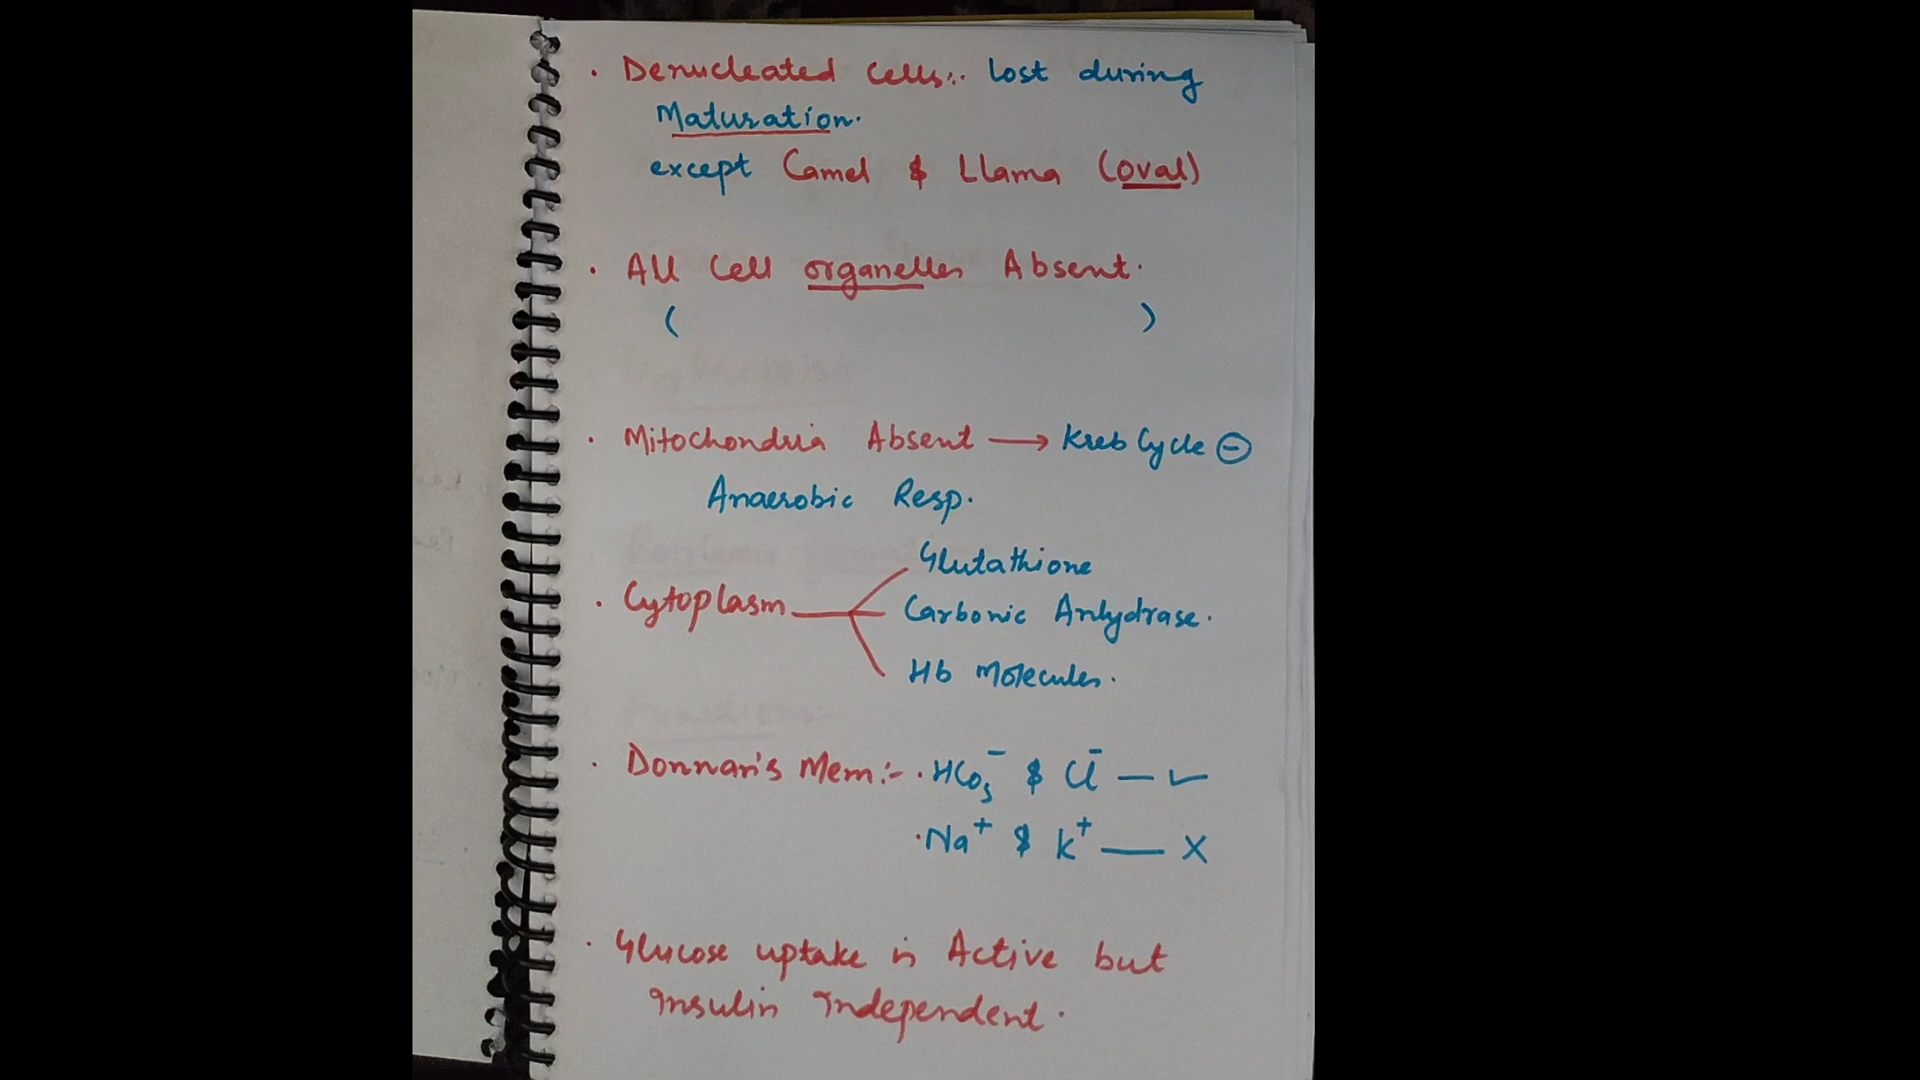 . Denucleated Cells:. lost during
Maturation.
except Camel & Llama (oval)
. All Cell organelles Absent.
( )
. Mitochondria Absent → Kreb Cycle ⊖
Anaerobic Resp.
Glutathione
. Cytoplasm
Carbonic Anhydrase.
Hb Molecules.
. Donnan's Mem:- . HCO3⁻ & Cl⁻ — ✓
. Na⁺ & K⁺ — X
. Glucose uptake is Active but
Insulin Independent.